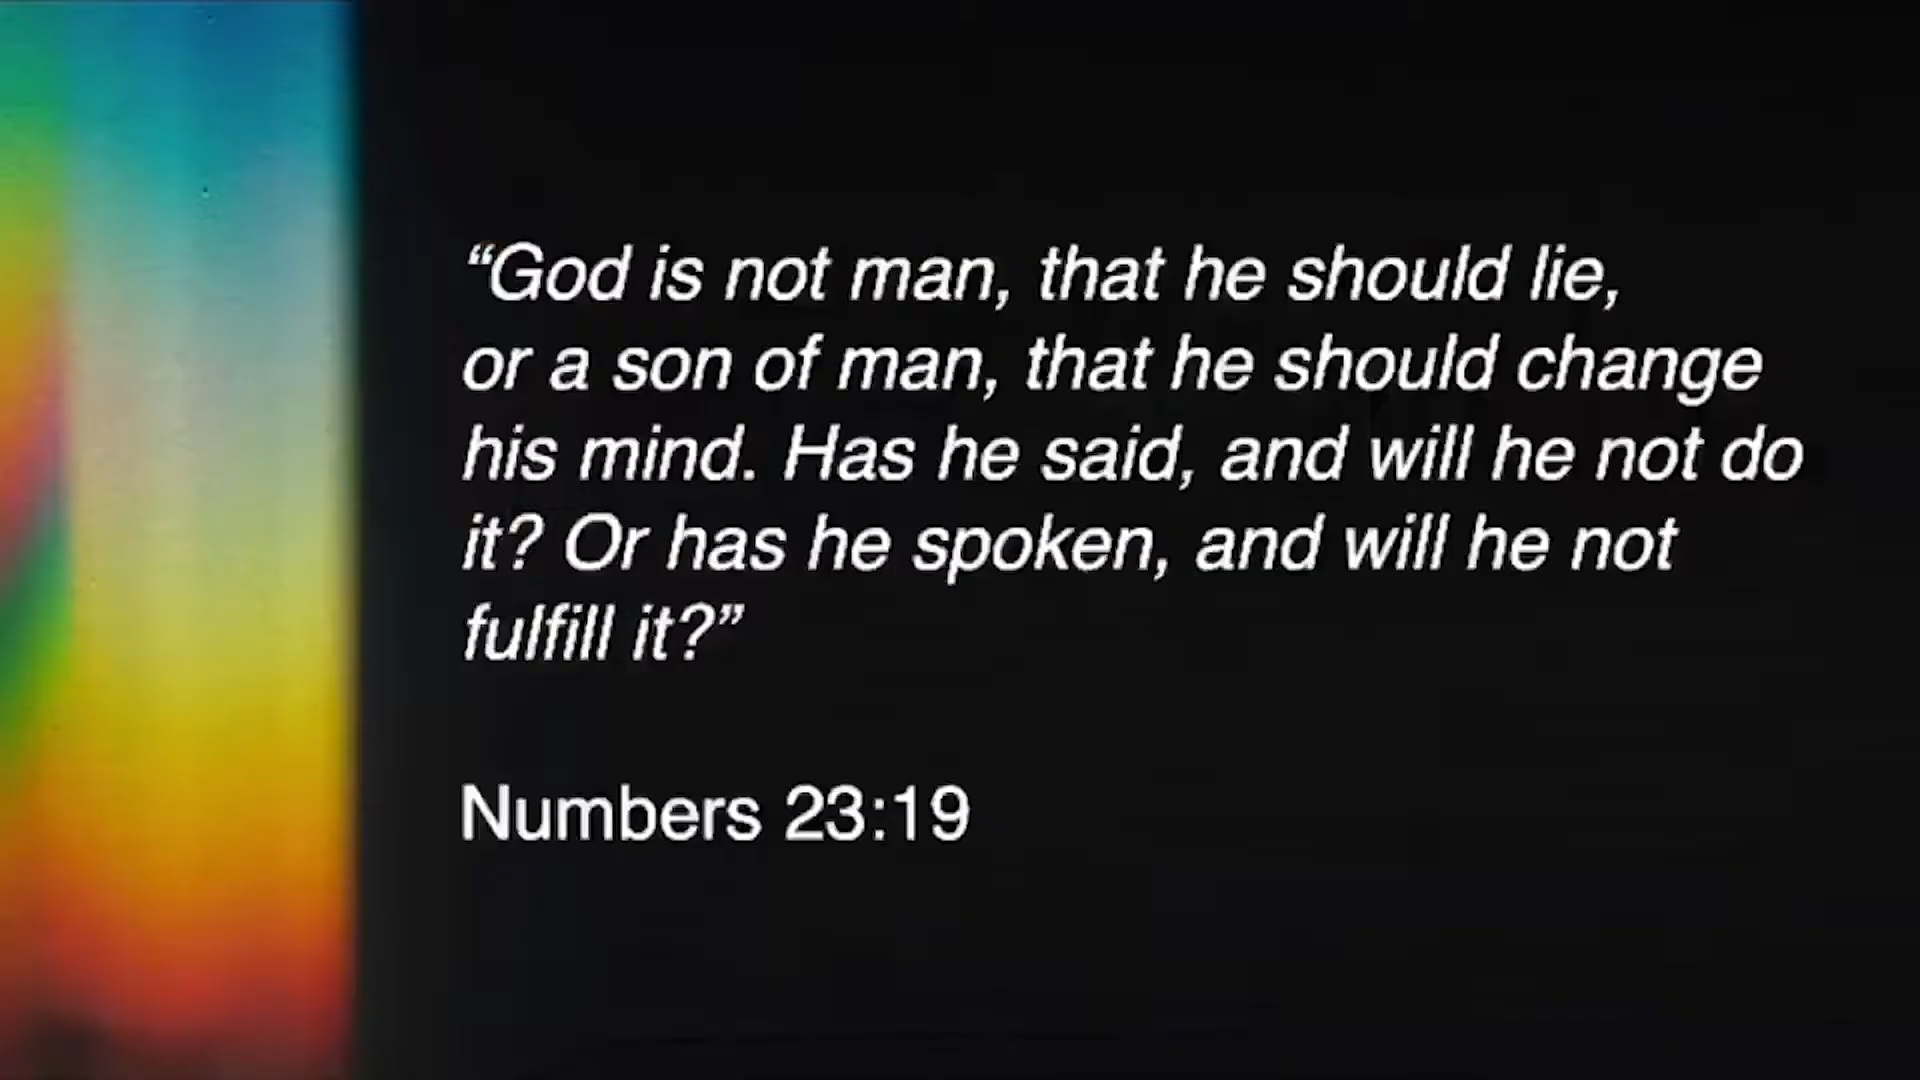 “God is not man, that he should lie,
or a son of man, that he should change
his mind. Has he said, and will he not do
it? Or has he spoken, and will he not
fulfill it?”
Numbers 23:19